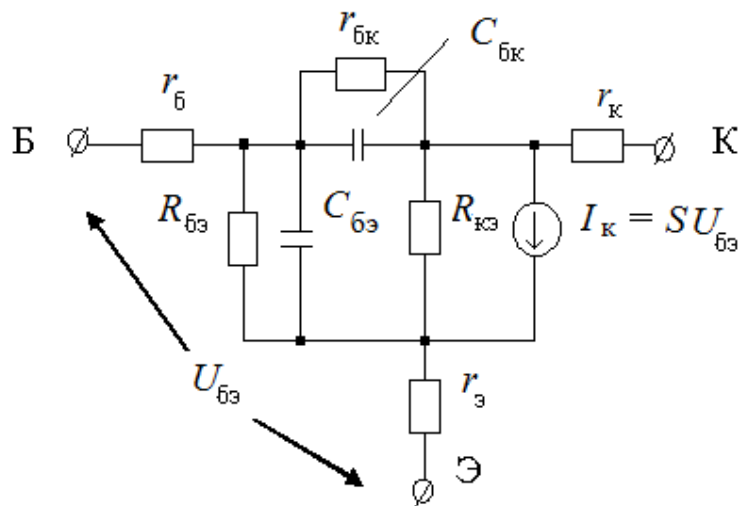 r_бк
C_бк
r_б
r_к
Б
К
R_бэ
C_бэ
R_кэ
I_к = SU_бэ
U_бэ
r_э
Э